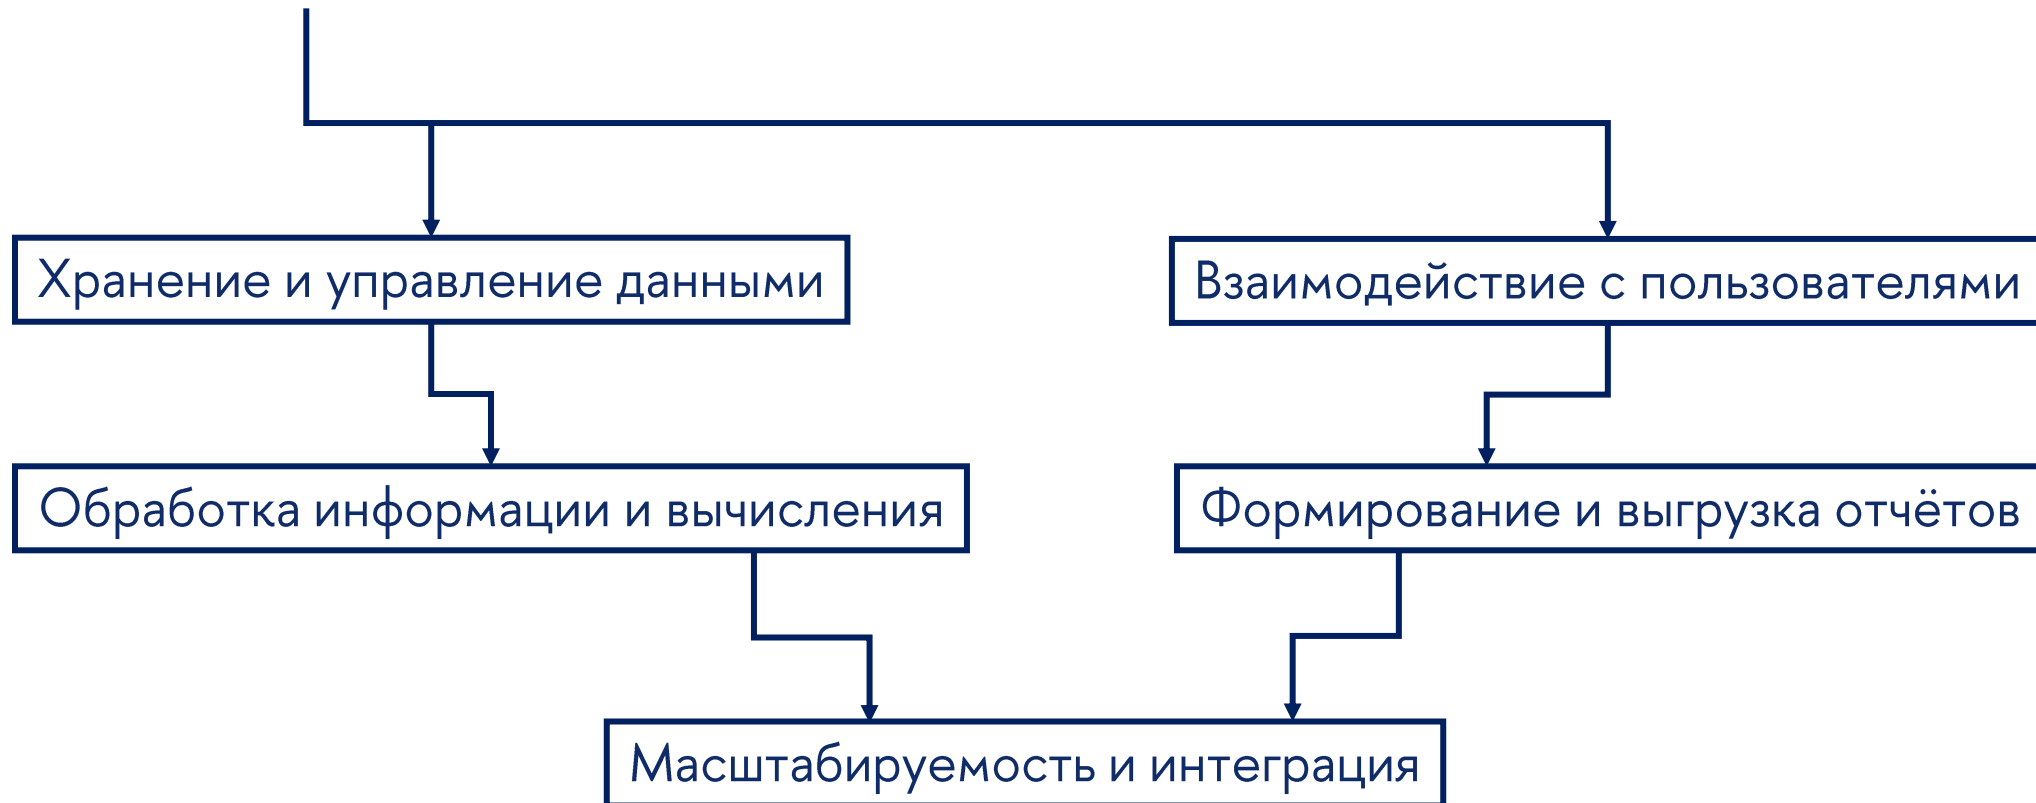 Хранение и управление данными
Взаимодействие с пользователями
Обработка информации и вычисления
Формирование и выгрузка отчётов
Масштабируемость и интеграция